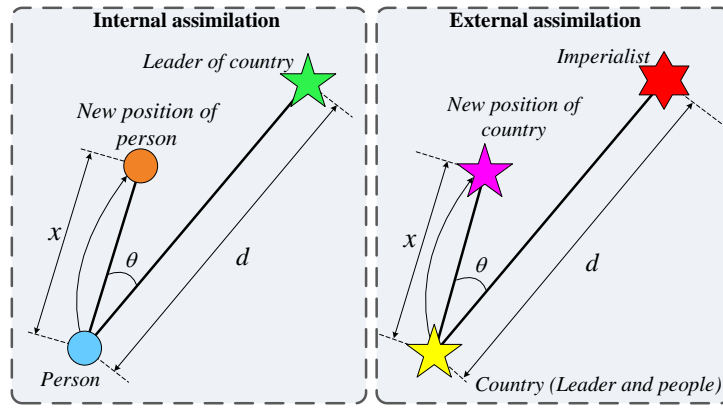 Internal assimilation
Leader of country
New position of
person
x
θ
d
Person
External assimilation
Imperialist
New position of
country
x
θ
d
Country (Leader and people)